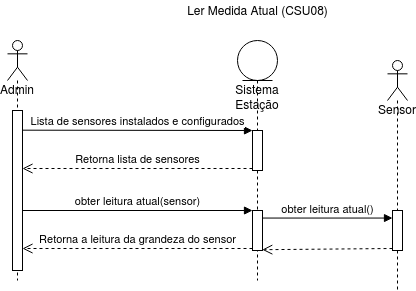 Ler Medida Atual (CSU08)
Admin
Sistema
Estação
Sensor
Lista de sensores instalados e configurados
Retorna lista de sensores
obter leitura atual(sensor)
obter leitura atual()
Retorna a leitura da grandeza do sensor